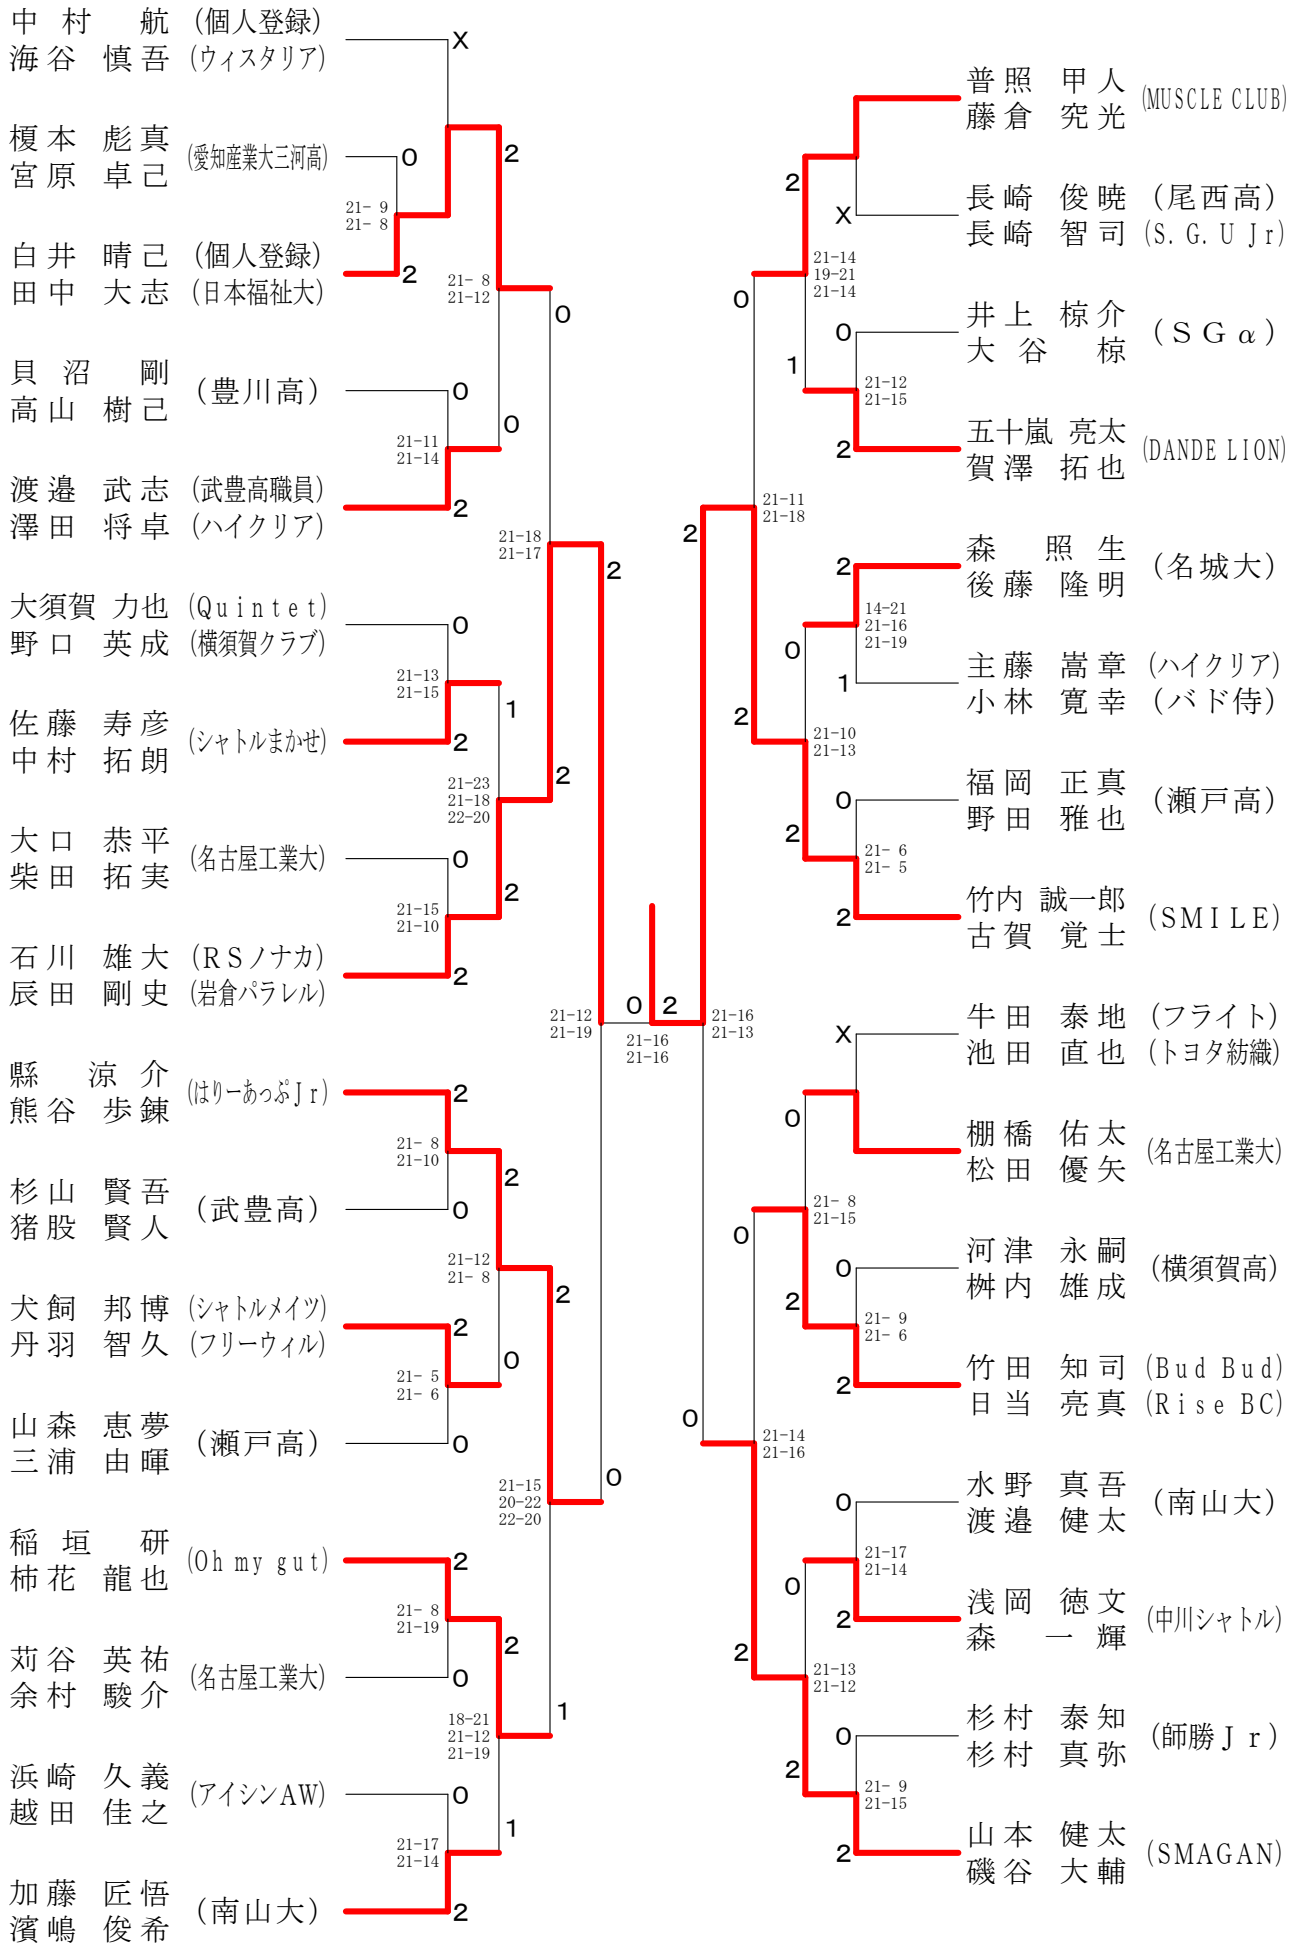 中村 航 (個人登録)
海谷 慎吾 (ウィスタリア)
X
榎本 彪真
宮原 卓己
(愛知産業大三河高)
0
2
21- 9
21- 8
白井 晴己 (個人登録)
田中 大志 (日本福祉大)
2
21- 8
21-12
0
貝沼 剛
高山 樹己
(豊川高)
0
0
21-11
21-14
渡邉 武志 (武豊高職員)
澤田 将卓 (ハイクリア)
2
21-18
21-17
2
大須賀 力也 (Quintet)
野口 英成 (横須賀クラブ)
0
21-13
21-15
1
佐藤 寿彦
中村 拓朗
(シャトルまかせ)
2
2
21-23
21-18
22-20
大口 恭平
柴田 拓実
(名古屋工業大)
0
2
21-15
21-10
石川 雄大 (RSノナカ)
辰田 剛史 (岩倉パラレル)
2
21-12
21-19
0 2
21-16
21-16
縣 涼介
熊谷 歩錬
(はりーあっぷJr)
2
21- 8
21-10
2
杉山 賢吾
猪股 賢人
(武豊高)
0
21-12
21- 8
2
犬飼 邦博 (シャトルメイツ)
丹羽 智久 (フリーウィル)
2
0
21- 5
21- 6
山森 恵夢
三浦 由暉
(瀬戸高)
0
0
21-15
20-22
22-20
稲垣 研
柿花 龍也
(Oh my gut)
2
21- 8
21-19
2
苅谷 英祐
余村 駿介
(名古屋工業大)
0
1
18-21
21-12
21-19
浜崎 久義
越田 佳之
(アイシンAW)
0
1
21-17
21-14
加藤 匠悟
濱嶋 俊希
(南山大)
2
普照 甲人
藤倉 究光
(MUSCLE CLUB)
2
長崎 俊暁 (尾西高)
長崎 智司 (S.G.U Jr)
X
21-14
19-21
21-14
0
井上 椋介
大谷 椋
(SGα)
0
1
21-12
21-15
五十嵐 亮太
賀澤 拓也
(DANDE LION)
2
21-11
21-18
2
森 照生
後藤 隆明
(名城大)
2
14-21
21-16
21-19
0
主藤 嵩章 (ハイクリア)
小林 寛幸 (バド侍)
1
2
21-10
21-13
福岡 正真
野田 雅也
(瀬戸高)
0
2
21- 6
21- 5
竹内 誠一郎
古賀 覚士
(SMILE)
2
21-16
21-13
牛田 泰地 (フライト)
池田 直也 (トヨタ紡織)
X
0
棚橋 佑太
松田 優矢
(名古屋工業大)
21- 8
21-15
0
河津 永嗣
桝内 雄成
(横須賀高)
0
2
21- 9
21- 6
竹田 知司 (Bud Bud)
日当 亮真 (Rise BC)
2
0
21-14
21-16
水野 真吾
渡邉 健太
(南山大)
0
21-17
21-14
0
浅岡 徳文
森 一輝
(中川シャトル)
2
2
21-13
21-12
杉村 泰知
杉村 真弥
(師勝Jr)
0
2
21- 9
21-15
山本 健太
磯谷 大輔
(SMAGAN)
2